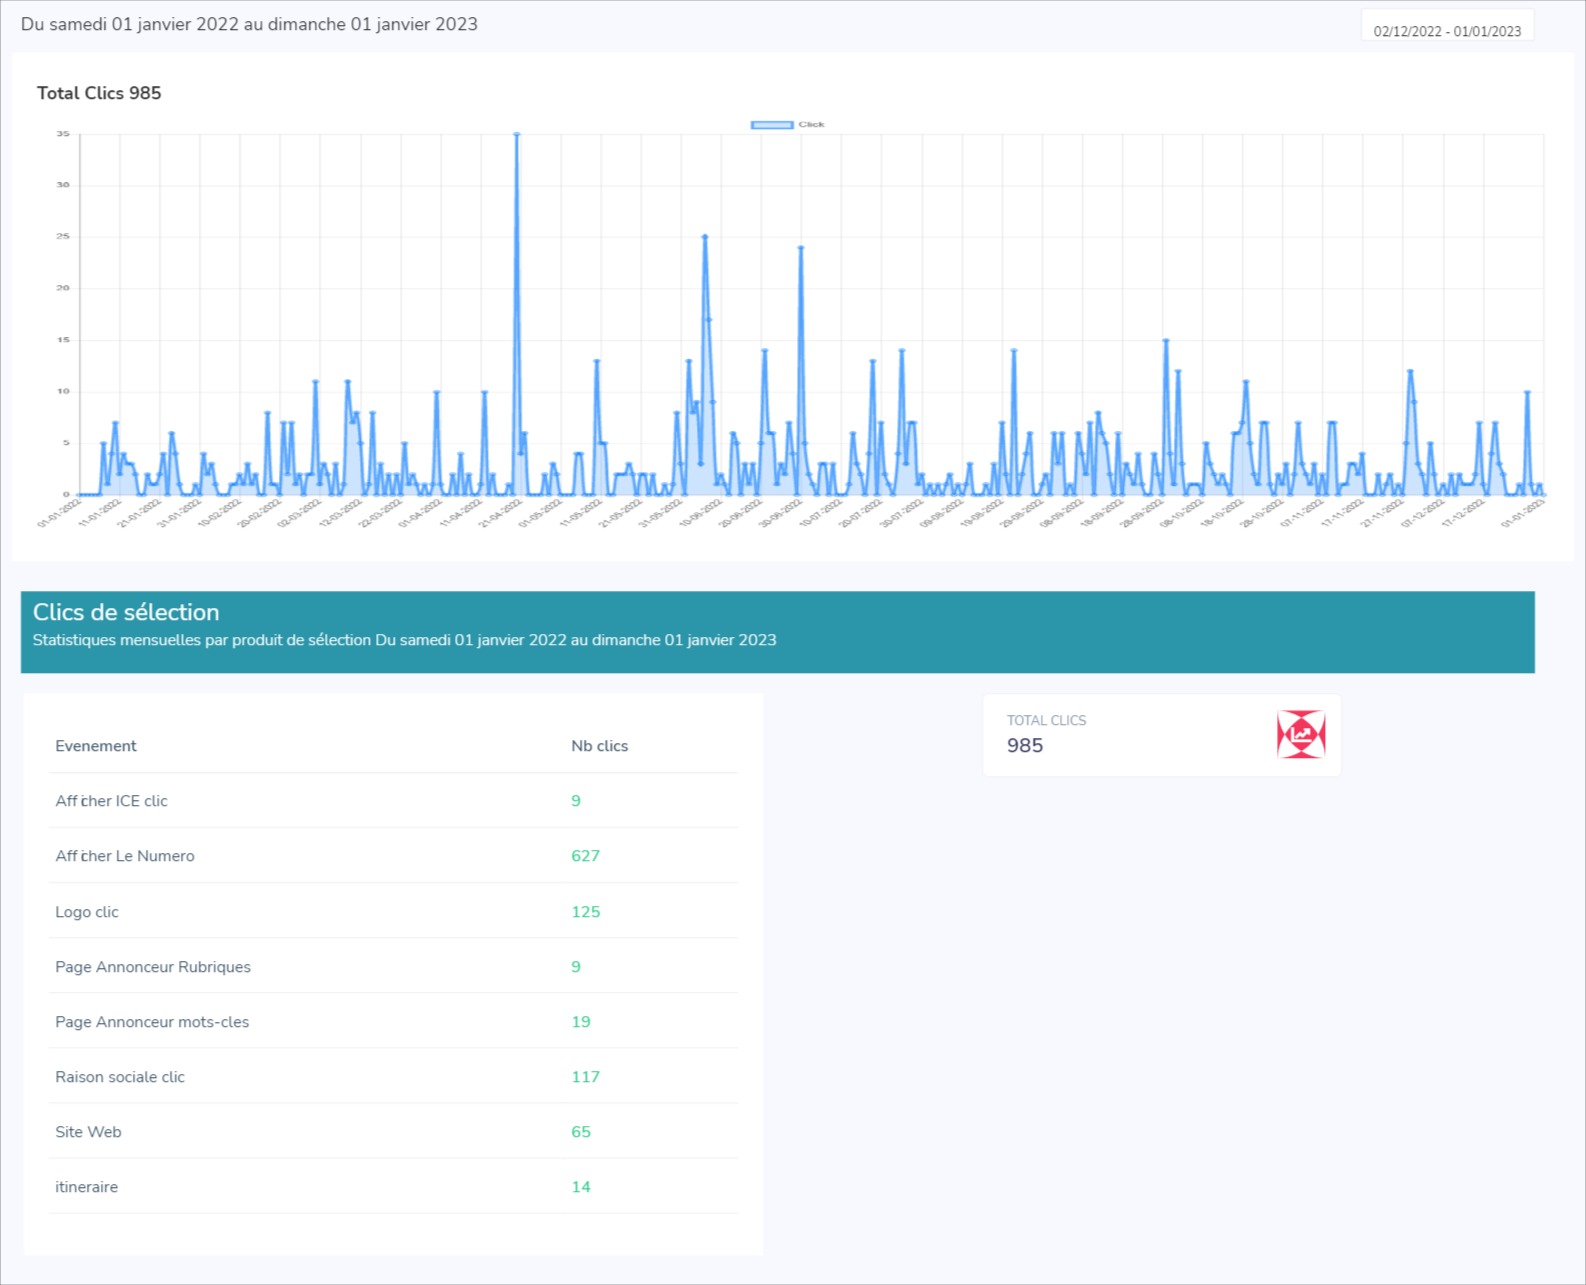 Du samedi 01 janvier 2022 au dimanche 01 janvier 2023
02/12/2022 - 01/01/2023
Total Clics 985
Click
35
30
25
20
15
10
5
0
01-01-2022
11-01-2022
21-01-2022
31-01-2022
10-02-2022
20-02-2022
02-03-2022
12-03-2022
22-03-2022
01-04-2022
11-04-2022
21-04-2022
01-05-2022
11-05-2022
21-05-2022
31-05-2022
10-06-2022
20-06-2022
30-06-2022
10-07-2022
20-07-2022
30-07-2022
09-08-2022
19-08-2022
29-08-2022
08-09-2022
18-09-2022
28-09-2022
08-10-2022
18-10-2022
28-10-2022
07-11-2022
17-11-2022
27-11-2022
07-12-2022
17-12-2022
01-01-2023
Clics de sélection
Statistiques mensuelles par produit de sélection Du samedi 01 janvier 2022 au dimanche 01 janvier 2023
Evenement Nb clics
Afficher ICE clic 9
Afficher Le Numero 627
Logo clic 125
Page Annonceur Rubriques 9
Page Annonceur mots-cles 19
Raison sociale clic 117
Site Web 65
itineraire 14
TOTAL CLICS
985